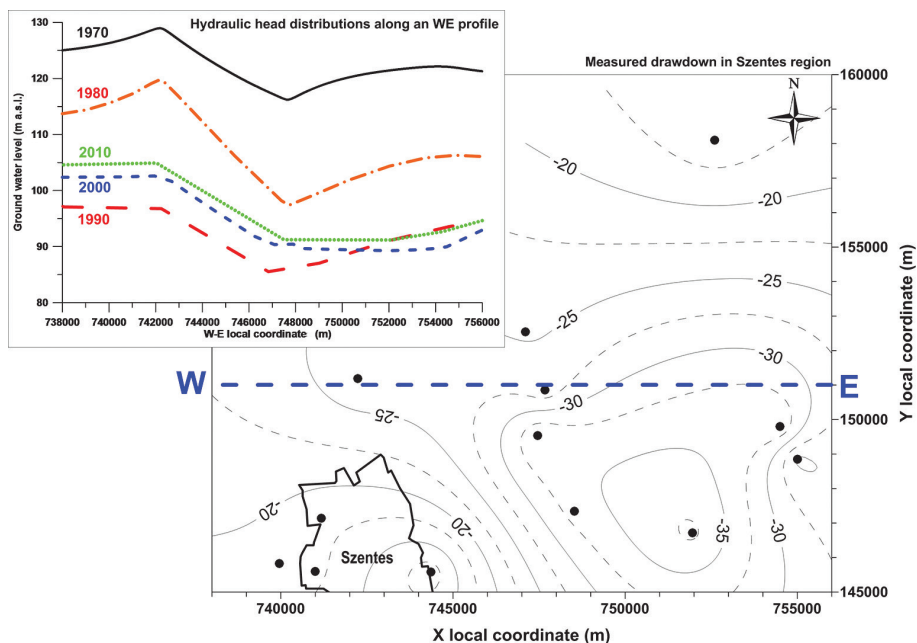 Hydraulic head distributions along an WE profile
Ground water level (m a.s.l.)
130
120
110
100
90
80
1970
1980
2010
2000
1990
738000 740000 742000 744000 746000 748000 750000 752000 754000 756000
W-E local coordinate (m)
Measured drawdown in Szentes region
N
-20
-20
-25
-25
-30
-30
-25
-20
-20
-35
-30
W
E
Szentes
160000
155000
150000
145000
Y local coordinate (m)
740000 745000 750000 755000
X local coordinate (m)